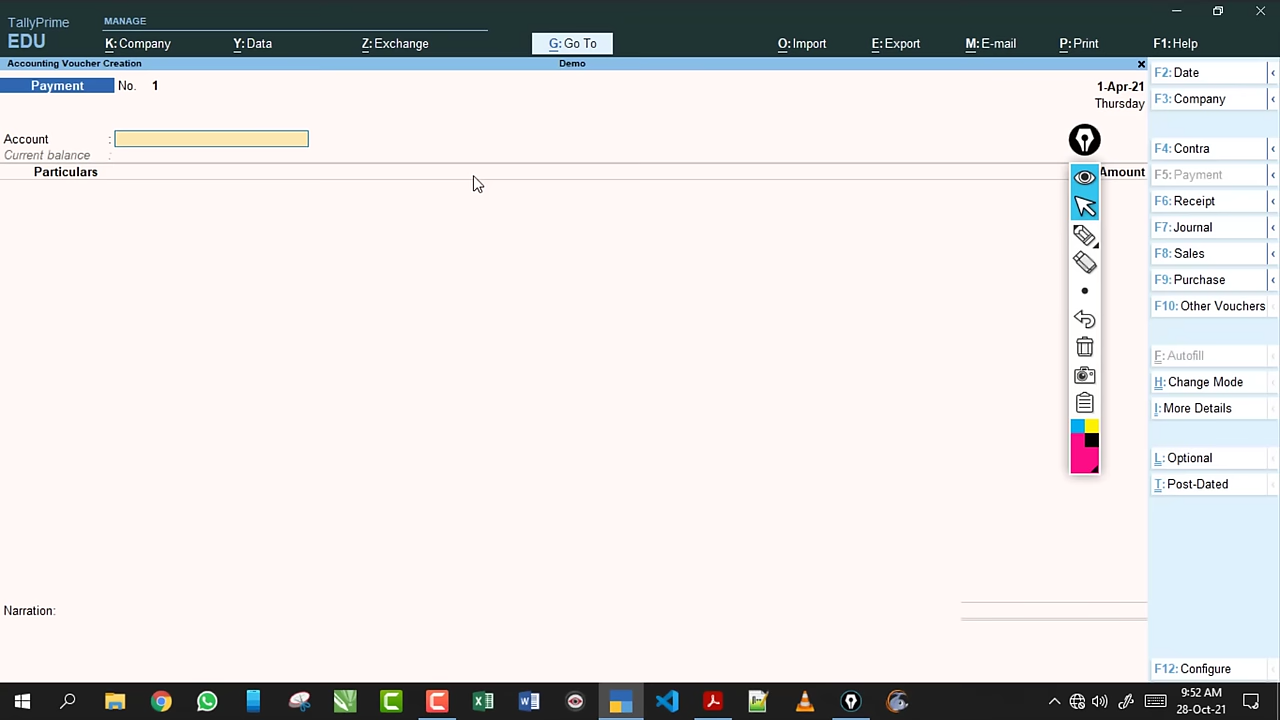 TallyPrime
EDU
MANAGE
K: Company
Y: Data
Z: Exchange
G: Go To
O: Import
E: Export
M: E-mail
P: Print
F1: Help
Accounting Voucher Creation
Demo
Payment No. 1
1-Apr-21
Thursday
Account :
Current balance :
Particulars
Amount
Narration:
F2: Date
F3: Company
F4: Contra
F5: Payment
F6: Receipt
F7: Journal
F8: Sales
F9: Purchase
F10: Other Vouchers
F: Autofill
H: Change Mode
I: More Details
L: Optional
T: Post-Dated
F12: Configure
9:52 AM
28-Oct-21